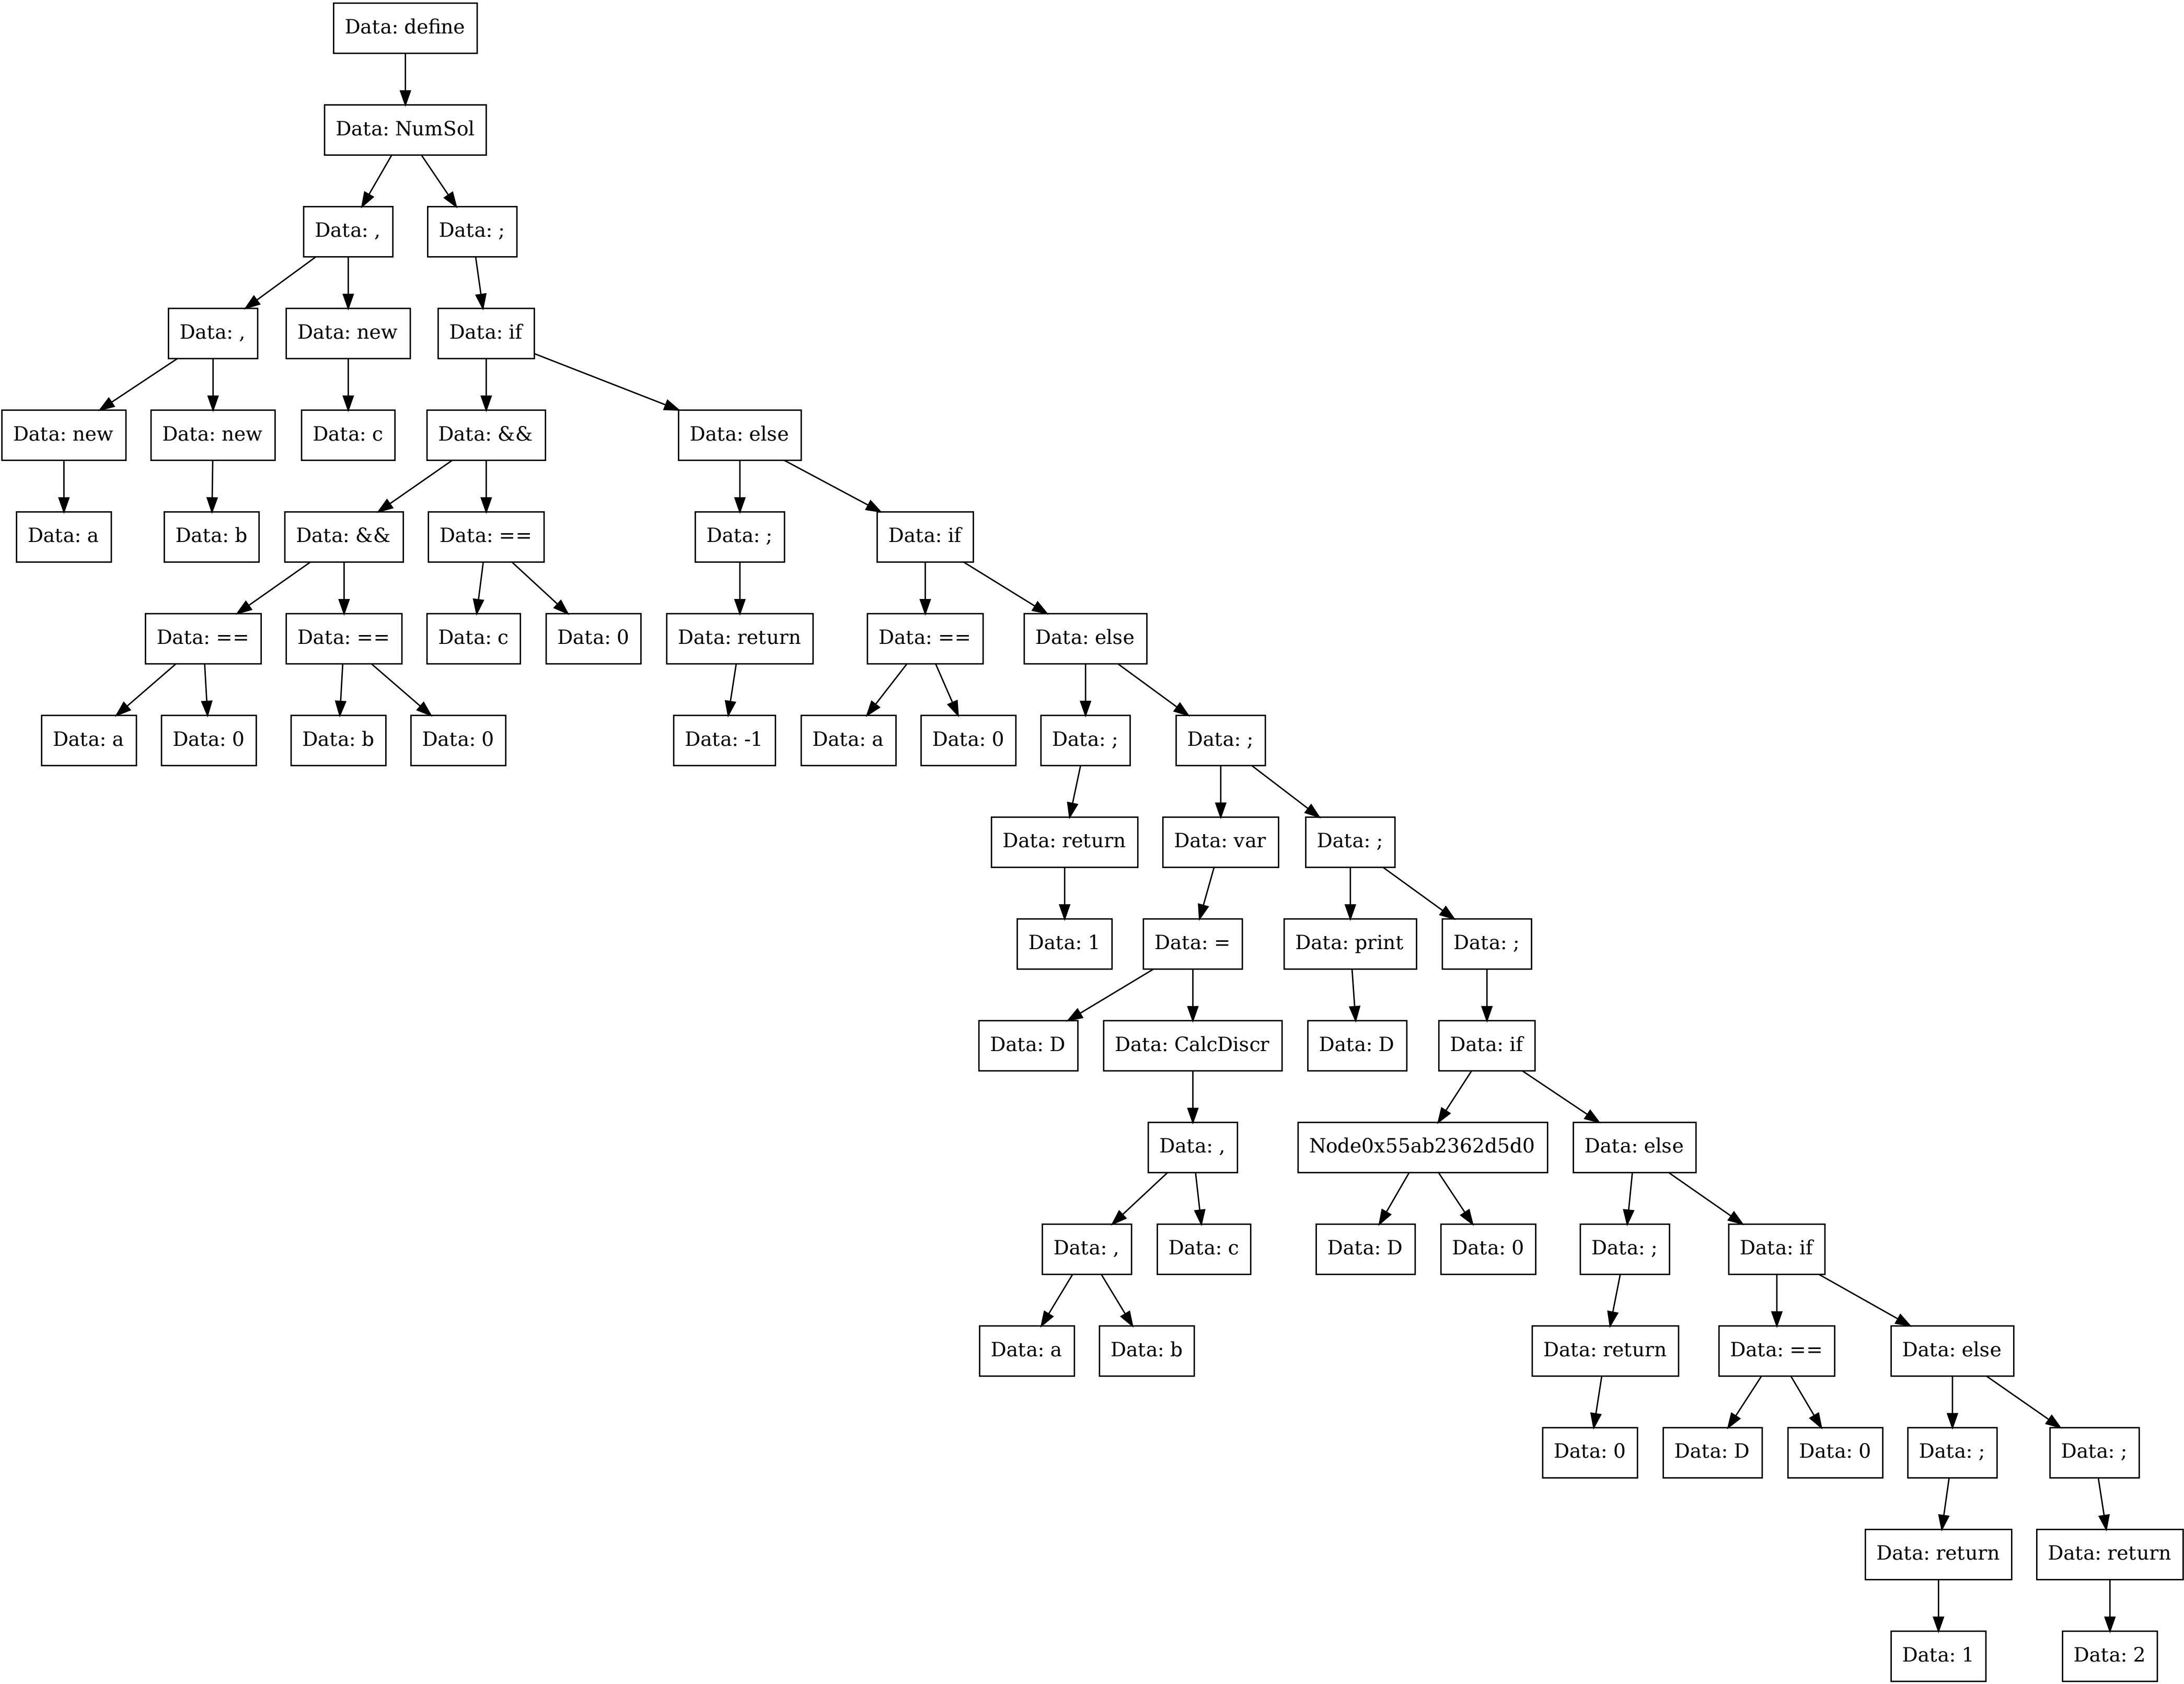 Data: define
Data: NumSol
Data: ,
Data: ;
Data: ,
Data: new
Data: if
Data: new
Data: new
Data: c
Data: &&
Data: else
Data: a
Data: b
Data: &&
Data: ==
Data: ;
Data: if
Data: ==
Data: ==
Data: c
Data: 0
Data: return
Data: ==
Data: else
Data: a
Data: 0
Data: b
Data: 0
Data: -1
Data: a
Data: 0
Data: ;
Data: ;
Data: return
Data: var
Data: ;
Data: 1
Data: =
Data: print
Data: ;
Data: D
Data: CalcDiscr
Data: D
Data: if
Data: ,
Node0x55ab2362d5d0
Data: else
Data: ,
Data: c
Data: D
Data: 0
Data: ;
Data: if
Data: a
Data: b
Data: return
Data: ==
Data: else
Data: 0
Data: D
Data: 0
Data: ;
Data: ;
Data: return
Data: return
Data: 1
Data: 2